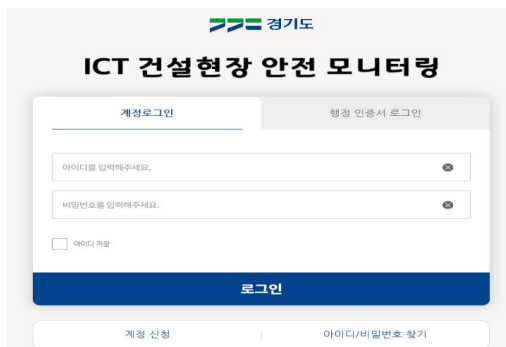 경기도
ICT 건설현장 안전 모니터링
계정로그인 행정 인증서 로그인
아이디를 입력해주세요.
비밀번호를 입력해주세요.
아이디 저장
로그인
계정 신청 아이디/비밀번호 찾기